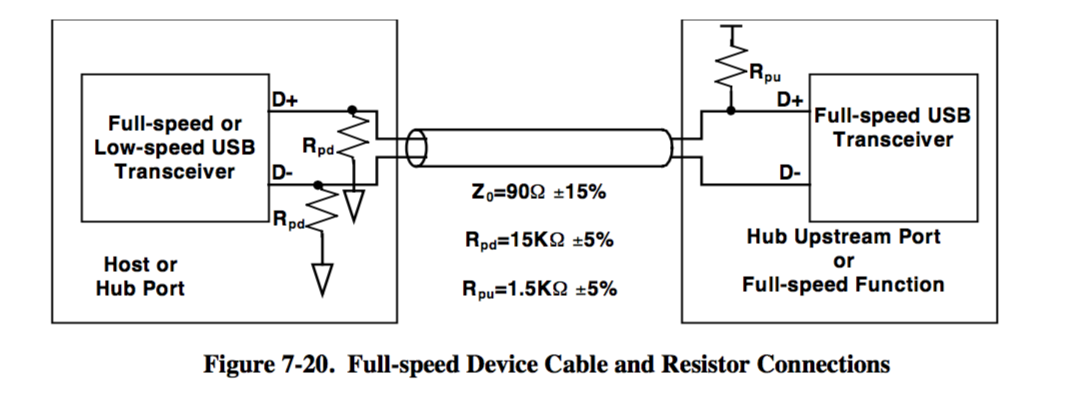 Full-speed or
Low-speed USB
Transceiver
D+
D-
Rpd
Rpd
Host or
Hub Port
Z0=90Ω ±15%
Rpd=15KΩ ±5%
Rpu=1.5KΩ ±5%
Rpu
D+
D-
Full-speed USB
Transceiver
Hub Upstream Port
or
Full-speed Function
Figure 7-20. Full-speed Device Cable and Resistor Connections